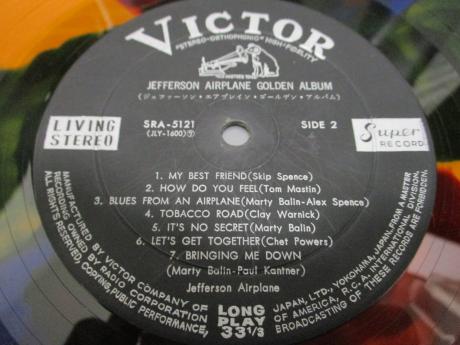 VICTOR
"STEREO-ORTHOPHONIC" HIGH-FIDELITY
JEFFERSON AIRPLANE GOLDEN ALBUM
(ジェファーソン・エアプレイン・ゴールデン・アルバム)
LIVING STEREO
SRA-5121
(JLY-1600)
SIDE 2
Super RECORD
1. MY BEST FRIEND(Skip Spence)
2. HOW DO YOU FEEL(Tom Mastin)
3. BLUES FROM AN AIRPLANE(Marty Balin-Alex Spence)
4. TOBACCO ROAD(Clay Warnick)
5. IT'S NO SECRET(Marty Balin)
6. LET'S GET TOGETHER(Chet Powers)
7. BRINGING ME DOWN
(Marty Balin-Paul Kantner)
Jefferson Airplane
LONG PLAY 33 1/3
MANUFACTURED BY VICTOR COMPANY OF JAPAN, LTD., YOKOHAMA, JAPAN, FROM A MASTER
RECORDING OWNED BY RADIO CORPORATION OF AMERICA, R.C.A. INTERNATIONAL DIVISION.
ALL RIGHTS RESERVED, COPYING, PUBLIC PERFORMANCE, BROADCASTING OF THESE RECORDS ARE FORBIDDEN.